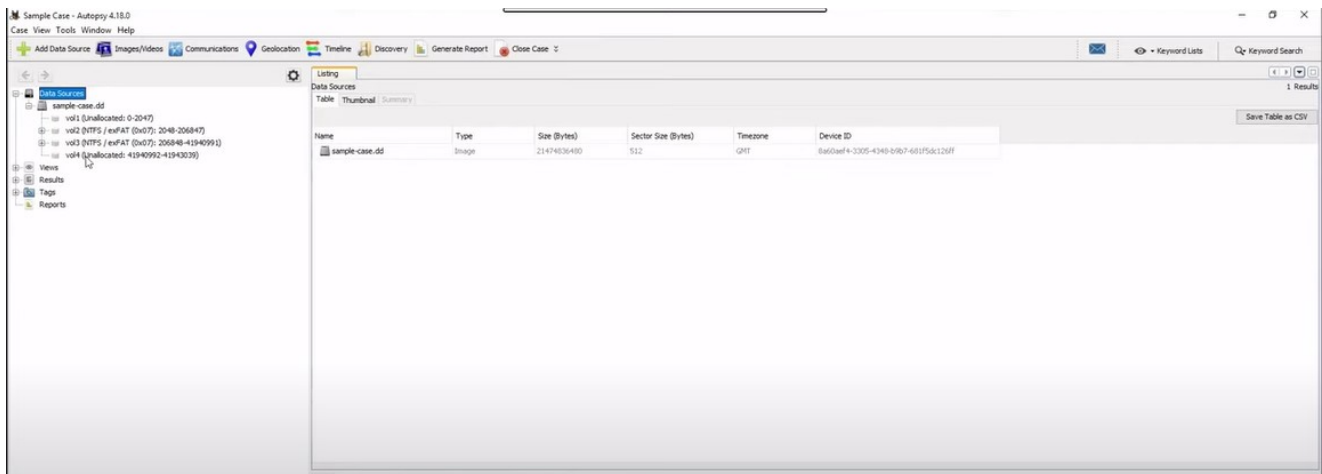 Sample Case - Autopsy 4.18.0
Case View Tools Window Help
Add Data Source Images/Videos Communications Geolocation Timeline Discovery Generate Report Close Case Keyword Lists Keyword Search
Listing
Data Sources
1 Results
Table Thumbnail Summary
Save Table as CSV
Name Type Size (Bytes) Sector Size (Bytes) Timezone Device ID
sample-case.dd Image 21474836480 512 GMT 8a60aef4-3305-4348-b9b7-681f5dc126ff
Data Sources
sample-case.dd
vol1 (Unallocated: 0-2047)
vol2 (NTFS / exFAT (0x07): 2048-206847)
vol3 (NTFS / exFAT (0x07): 206848-41940991)
vol4 (Unallocated: 41940992-41943039)
Views
Results
Tags
Reports